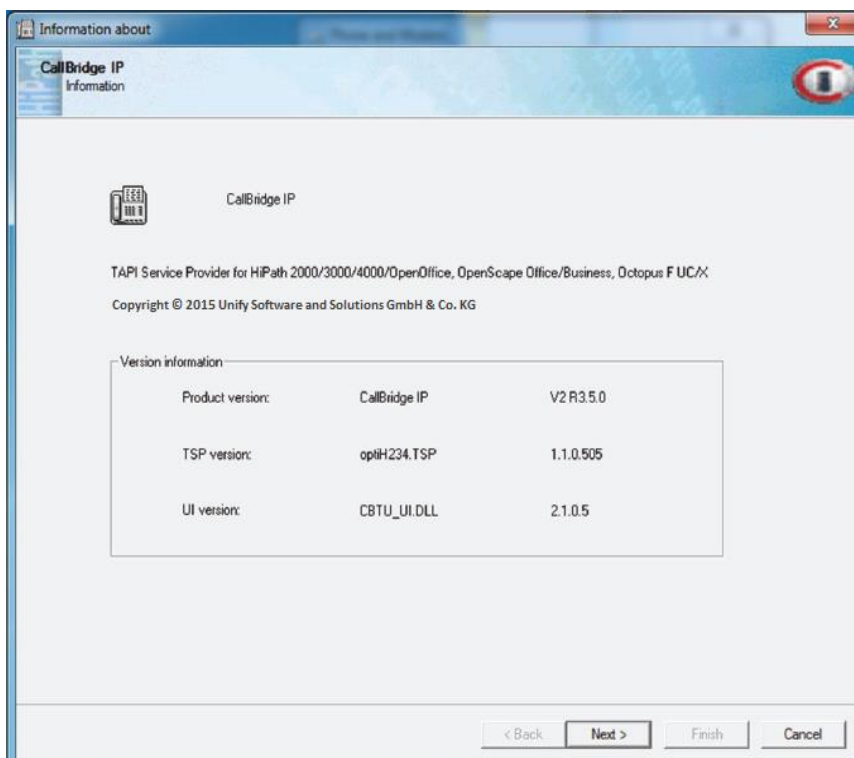 Information about
CallBridge IP
Information
CallBridge IP
TAPI Service Provider for HiPath 2000/3000/4000/OpenOffice, OpenScape Office/Business, Octopus F UC/X
Copyright © 2015 Unify Software and Solutions GmbH & Co. KG
Version information
Product version: CallBridge IP V2 R3.5.0
TSP version: optiH234.TSP 1.1.0.505
UI version: CBTU_UI.DLL 2.1.0.5
< Back Next > Finish Cancel